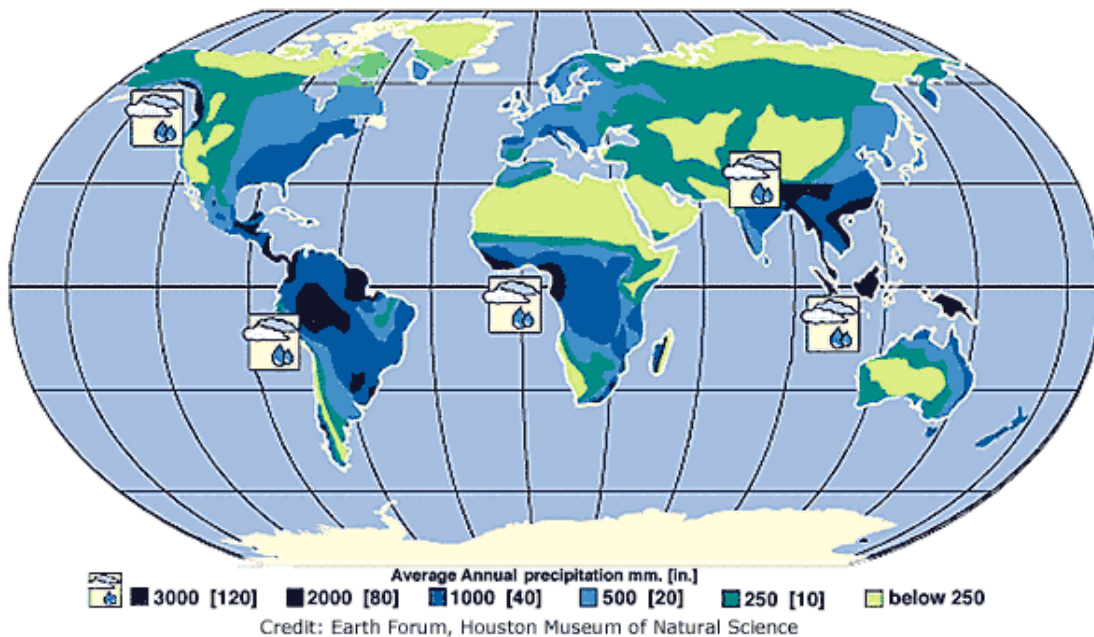 Average Annual precipitation mm. [in.]
3000 [120] 2000 [80] 1000 [40] 500 [20] 250 [10] below 250
Credit: Earth Forum, Houston Museum of Natural Science